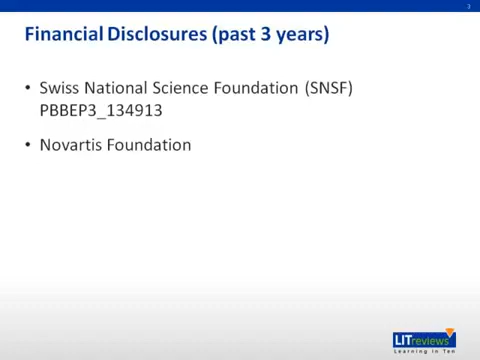 3
Financial Disclosures (past 3 years)
• Swiss National Science Foundation (SNSF)
PBBEP3_134913
• Novartis Foundation
LITreviews
Learning in Ten